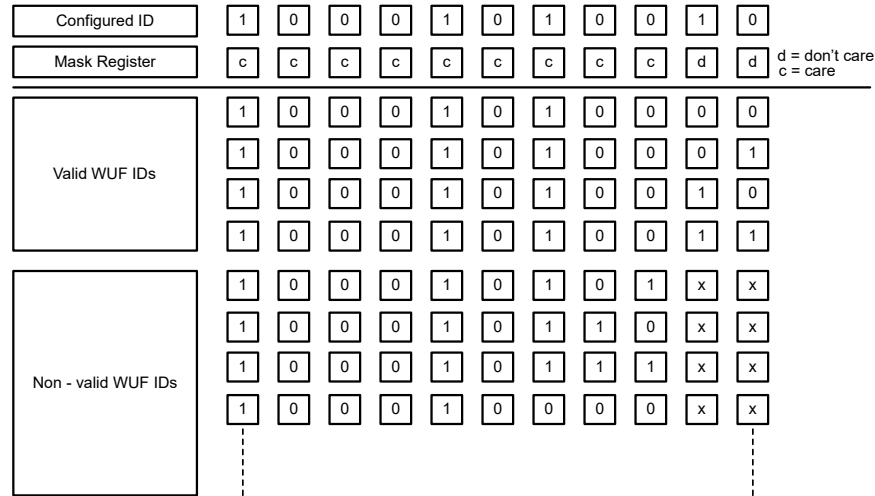 Configured ID 1 0 0 0 1 0 1 0 0 1 0
Mask Register c c c c c c c c c d d d = don't care
c = care
1 0 0 0 1 0 1 0 0 0 0
1 0 0 0 1 0 1 0 0 0 1
Valid WUF IDs
1 0 0 0 1 0 1 0 0 1 0
1 0 0 0 1 0 1 0 0 1 1
1 0 0 0 1 0 1 0 1 x x
1 0 0 0 1 0 1 1 0 x x
1 0 0 0 1 0 1 1 1 x x
Non - valid WUF IDs
1 0 0 0 1 0 0 0 0 x x